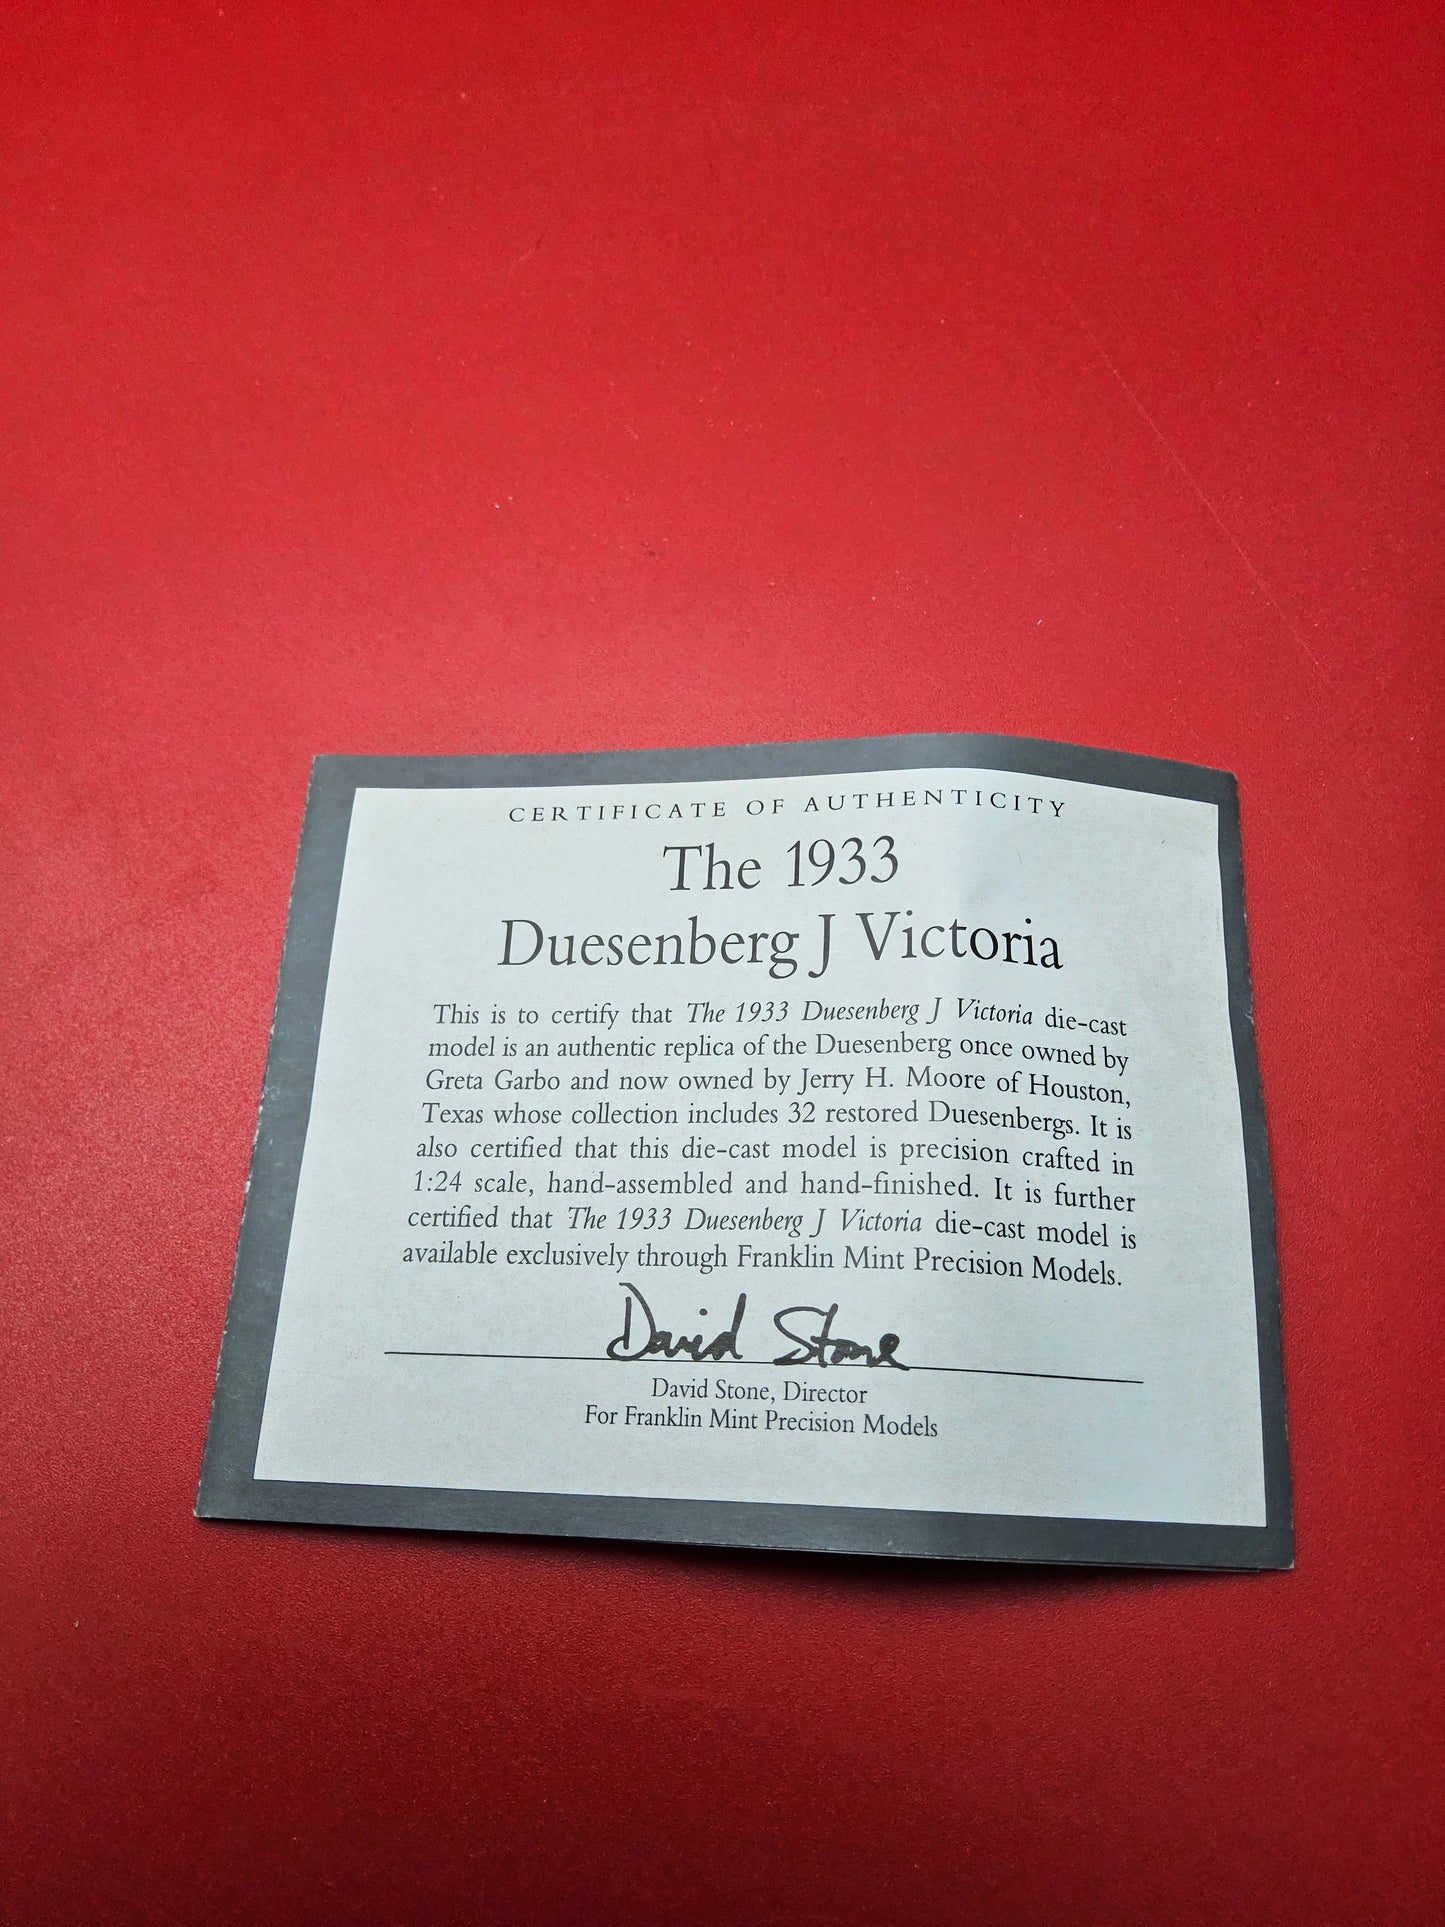 CERTIFICATE OF AUTHENTICITY
The 1933
Duesenberg J Victoria
This is to certify that The 1933 Duesenberg J Victoria die-cast
model is an authentic replica of the Duesenberg once owned by
Greta Garbo and now owned by Jerry H. Moore of Houston,
Texas whose collection includes 32 restored Duesenbergs. It is
also certified that this die-cast model is precision crafted in
1:24 scale, hand-assembled and hand-finished. It is further
certified that The 1933 Duesenberg J Victoria die-cast model is
available exclusively through Franklin Mint Precision Models.
David Stone
David Stone, Director
For Franklin Mint Precision Models